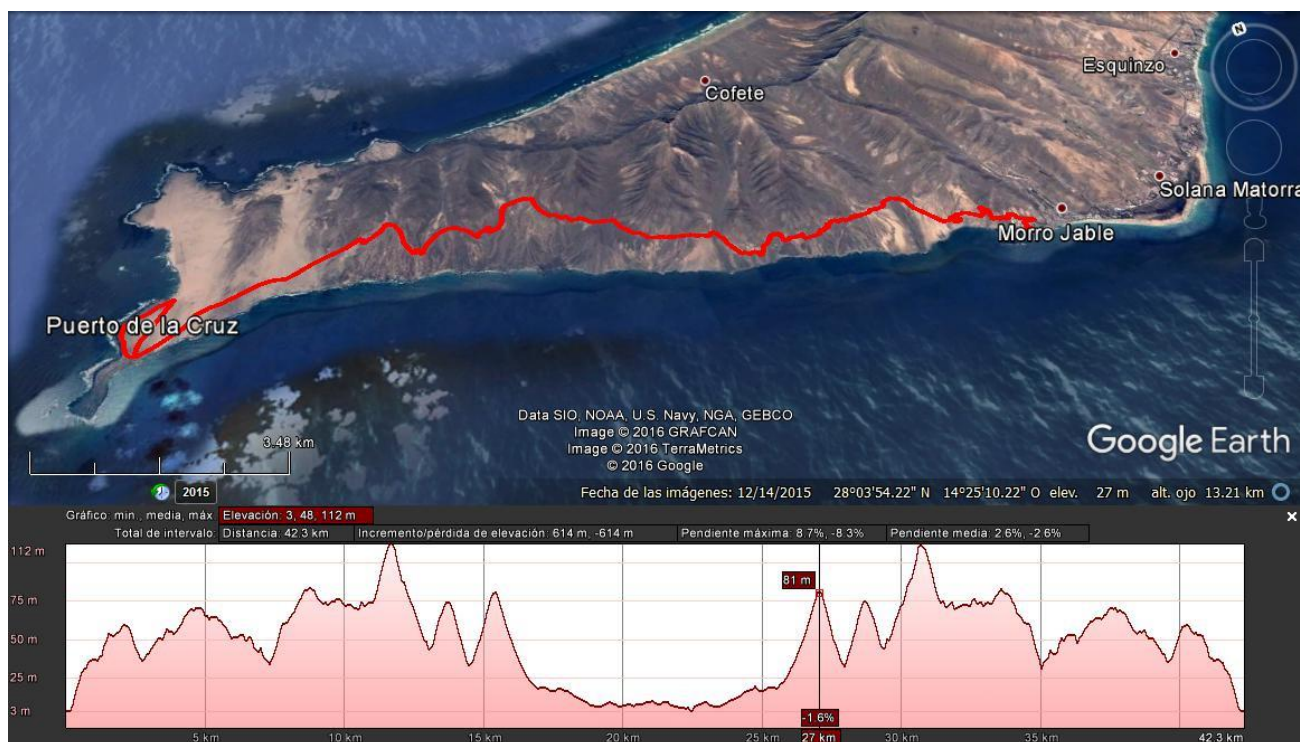 N
Esquinzo
Cofete
Solana Matorra
Morro Jable
Puerto de la Cruz
Data SIO, NOAA, U.S. Navy, NGA, GEBCO
Image © 2016 GRAFCAN
Image © 2016 TerraMetrics
© 2016 Google
Google Earth
3.48 km
2015
Fecha de las imágenes: 12/14/2015 28°03'54.22" N 14°25'10.22" O elev. 27 m alt. ojo 13.21 km
Gráfico: min., media, máx. Elevación: 3, 48, 112 m
Total de intervalo: Distancia: 42.3 km Incremento/pérdida de elevación: 614 m, -614 m Pendiente máxima: 8.7%, -8.3% Pendiente media: 2.6%, -2.6%
112 m
81 m
75 m
50 m
25 m
3 m
-1.6%
5 km 10 km 15 km 20 km 25 km 27 km 30 km 35 km 42.3 km